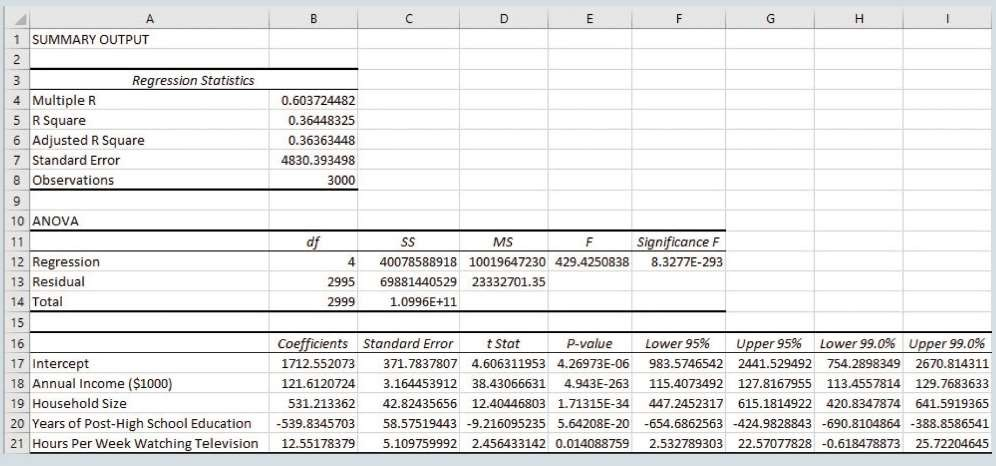 A B C D E F G H I
1 SUMMARY OUTPUT
2
3 Regression Statistics
4 Multiple R 0.603724482
5 R Square 0.36448325
6 Adjusted R Square 0.36363448
7 Standard Error 4830.393498
8 Observations 3000
9
10 ANOVA
11 df SS MS F Significance F
12 Regression 4 40078588918 10019647230 429.4250838 8.3277E-293
13 Residual 2995 69881440529 23332701.35
14 Total 2999 1.0996E+11
15
16 Coefficients Standard Error t Stat P-value Lower 95% Upper 95% Lower 99.0% Upper 99.0%
17 Intercept 1712.552073 371.7837807 4.606311953 4.26973E-06 983.5746542 2441.529492 754.2898349 2670.814311
18 Annual Income ($1000) 121.6120724 3.164453912 38.43066631 4.943E-263 115.4073492 127.8167955 113.4557814 129.7683633
19 Household Size 531.213362 42.82435656 12.40446803 1.71315E-34 447.2452317 615.1814922 420.8347874 641.5919365
20 Years of Post-High School Education -539.8345703 58.57519443 -9.216095235 5.64208E-20 -654.6862563 -424.9828843 -690.8104864 -388.8586541
21 Hours Per Week Watching Television 12.55178379 5.109759992 2.456433142 0.014088759 2.532789303 22.57077828 -0.618478873 25.72204645